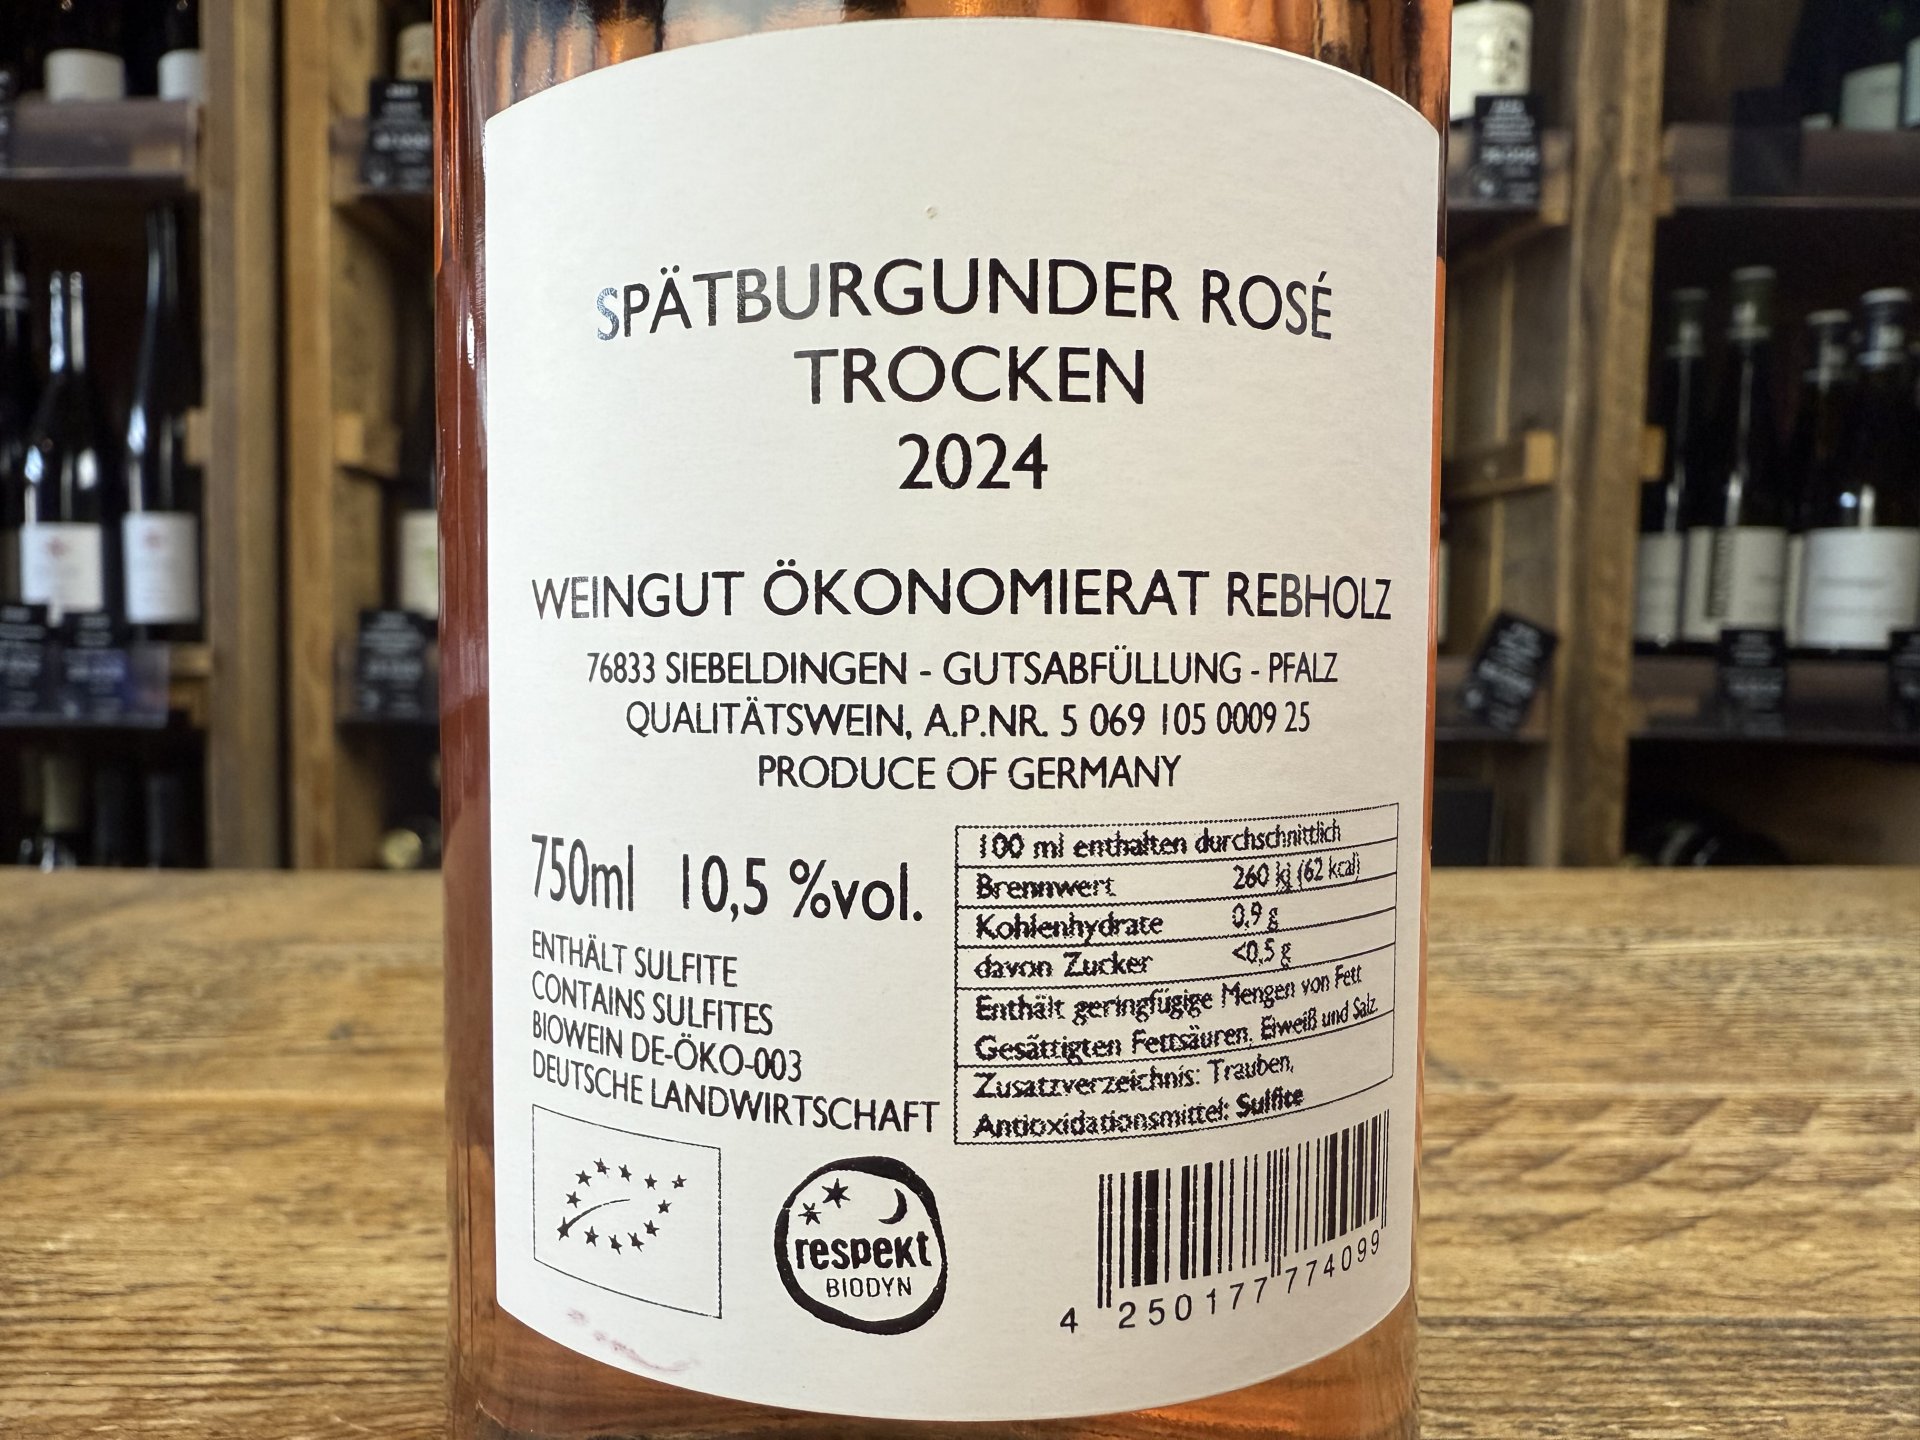 SPÄTBURGUNDER ROSÉ
TROCKEN
2024
WEINGUT ÖKONOMIERAT REBHOLZ
76833 SIEBELDINGEN - GUTSABFÜLLUNG - PFALZ
QUALITÄTSWEIN, A.P.NR. 5 069 105 0009 25
PRODUCE OF GERMANY
750ml 10,5 %vol.
ENTHÄLT SULFITE
CONTAINS SULFITES
BIOWEIN DE-ÖKO-003
DEUTSCHE LANDWIRTSCHAFT
100 ml enthalten durchschnittlich
Brennwert 260 kj (62 kcal)
Kohlenhydrate 0,9 g
davon Zucker <0,5 g
Enthält geringfügige Mengen von Fett
Gesättigten Fettsäuren, Eiweiß und Salz
Zusatzverzeichnis: Trauben,
Antioxidationsmittel: Sulfite
respekt
BIODYN
4 250177 774099